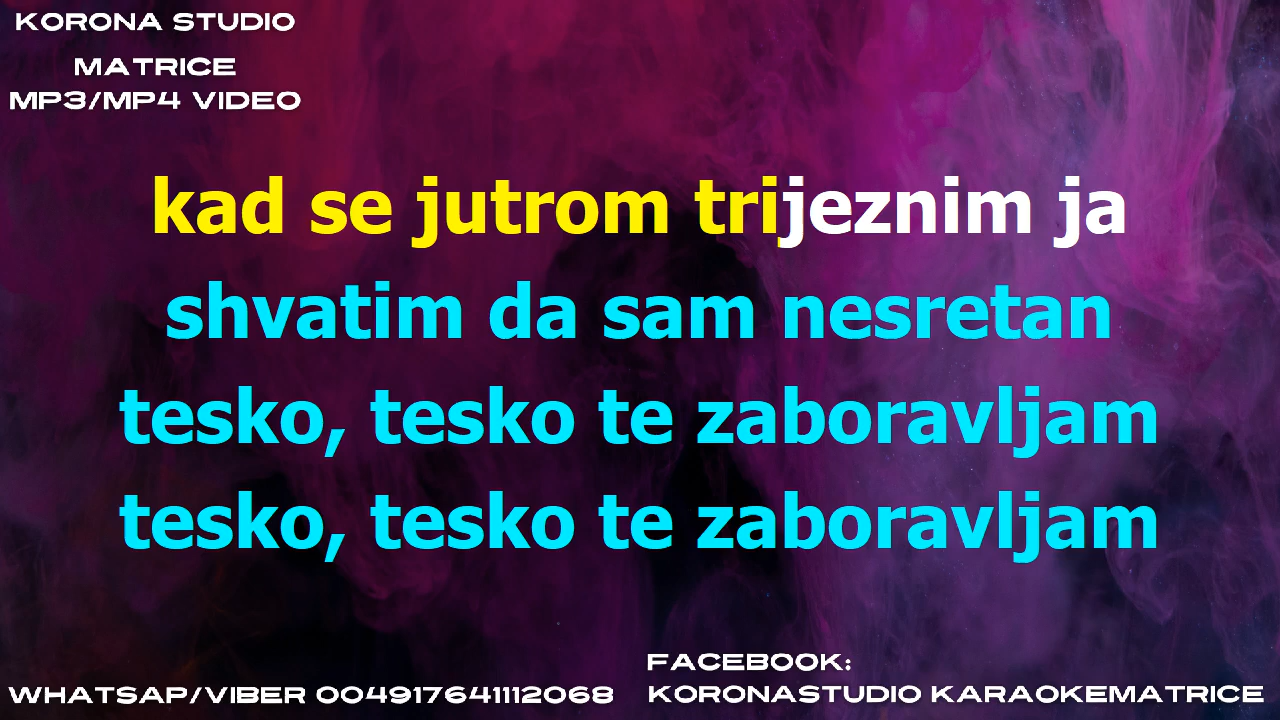 KORONA STUDIO
MATRICE
MP3/MP4 VIDEO
kad se jutrom trijeznim ja
shvatim da sam nesretan
tesko, tesko te zaboravljam
tesko, tesko te zaboravljam
FACEBOOK:
WHATSAP/VIBER 004917641112068
KORONASTUDIO KARAOKEMATRICE